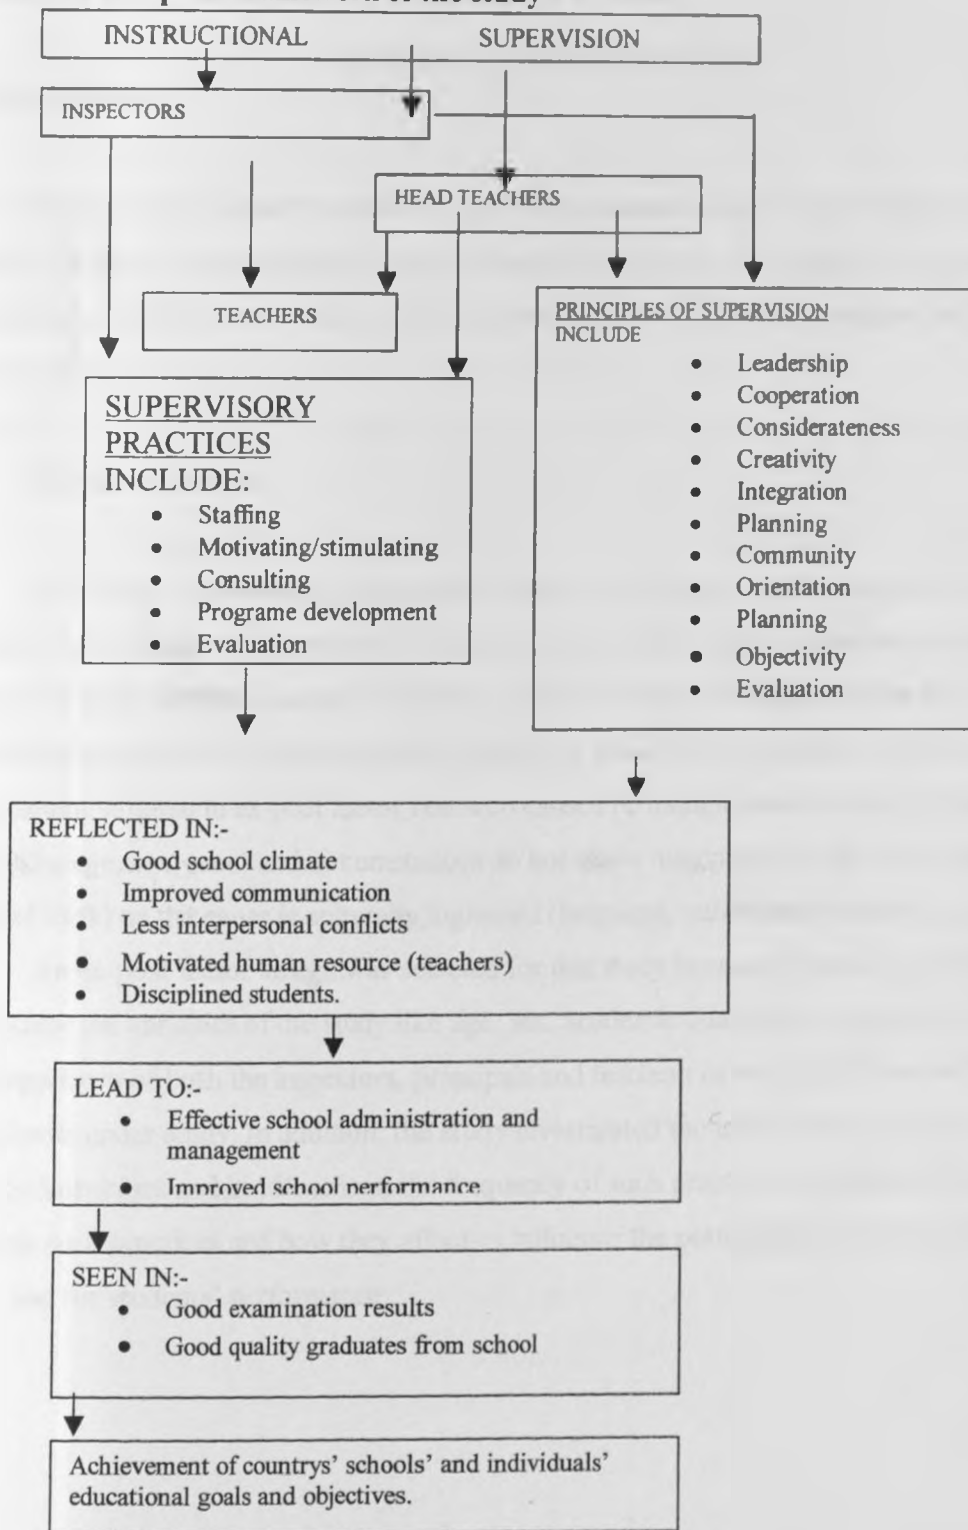 of the study
INSTRUCTIONAL SUPERVISION
INSPECTORS
HEAD TEACHERS
TEACHERS
PRINCIPLES OF SUPERVISION
INCLUDE
• Leadership
• Cooperation
• Considerateness
• Creativity
• Integration
• Planning
• Community
• Orientation
• Planning
• Objectivity
• Evaluation
SUPERVISORY
PRACTICES
INCLUDE:
• Staffing
• Motivating/stimulating
• Consulting
• Programe development
• Evaluation
REFLECTED IN:-
• Good school climate
• Improved communication
• Less interpersonal conflicts
• Motivated human resource (teachers)
• Disciplined students.
LEAD TO:-
• Effective school administration and
management
• Improved school performance
SEEN IN:-
• Good examination results
• Good quality graduates from school
Achievement of countrys' schools' and individuals'
educational goals and objectives.